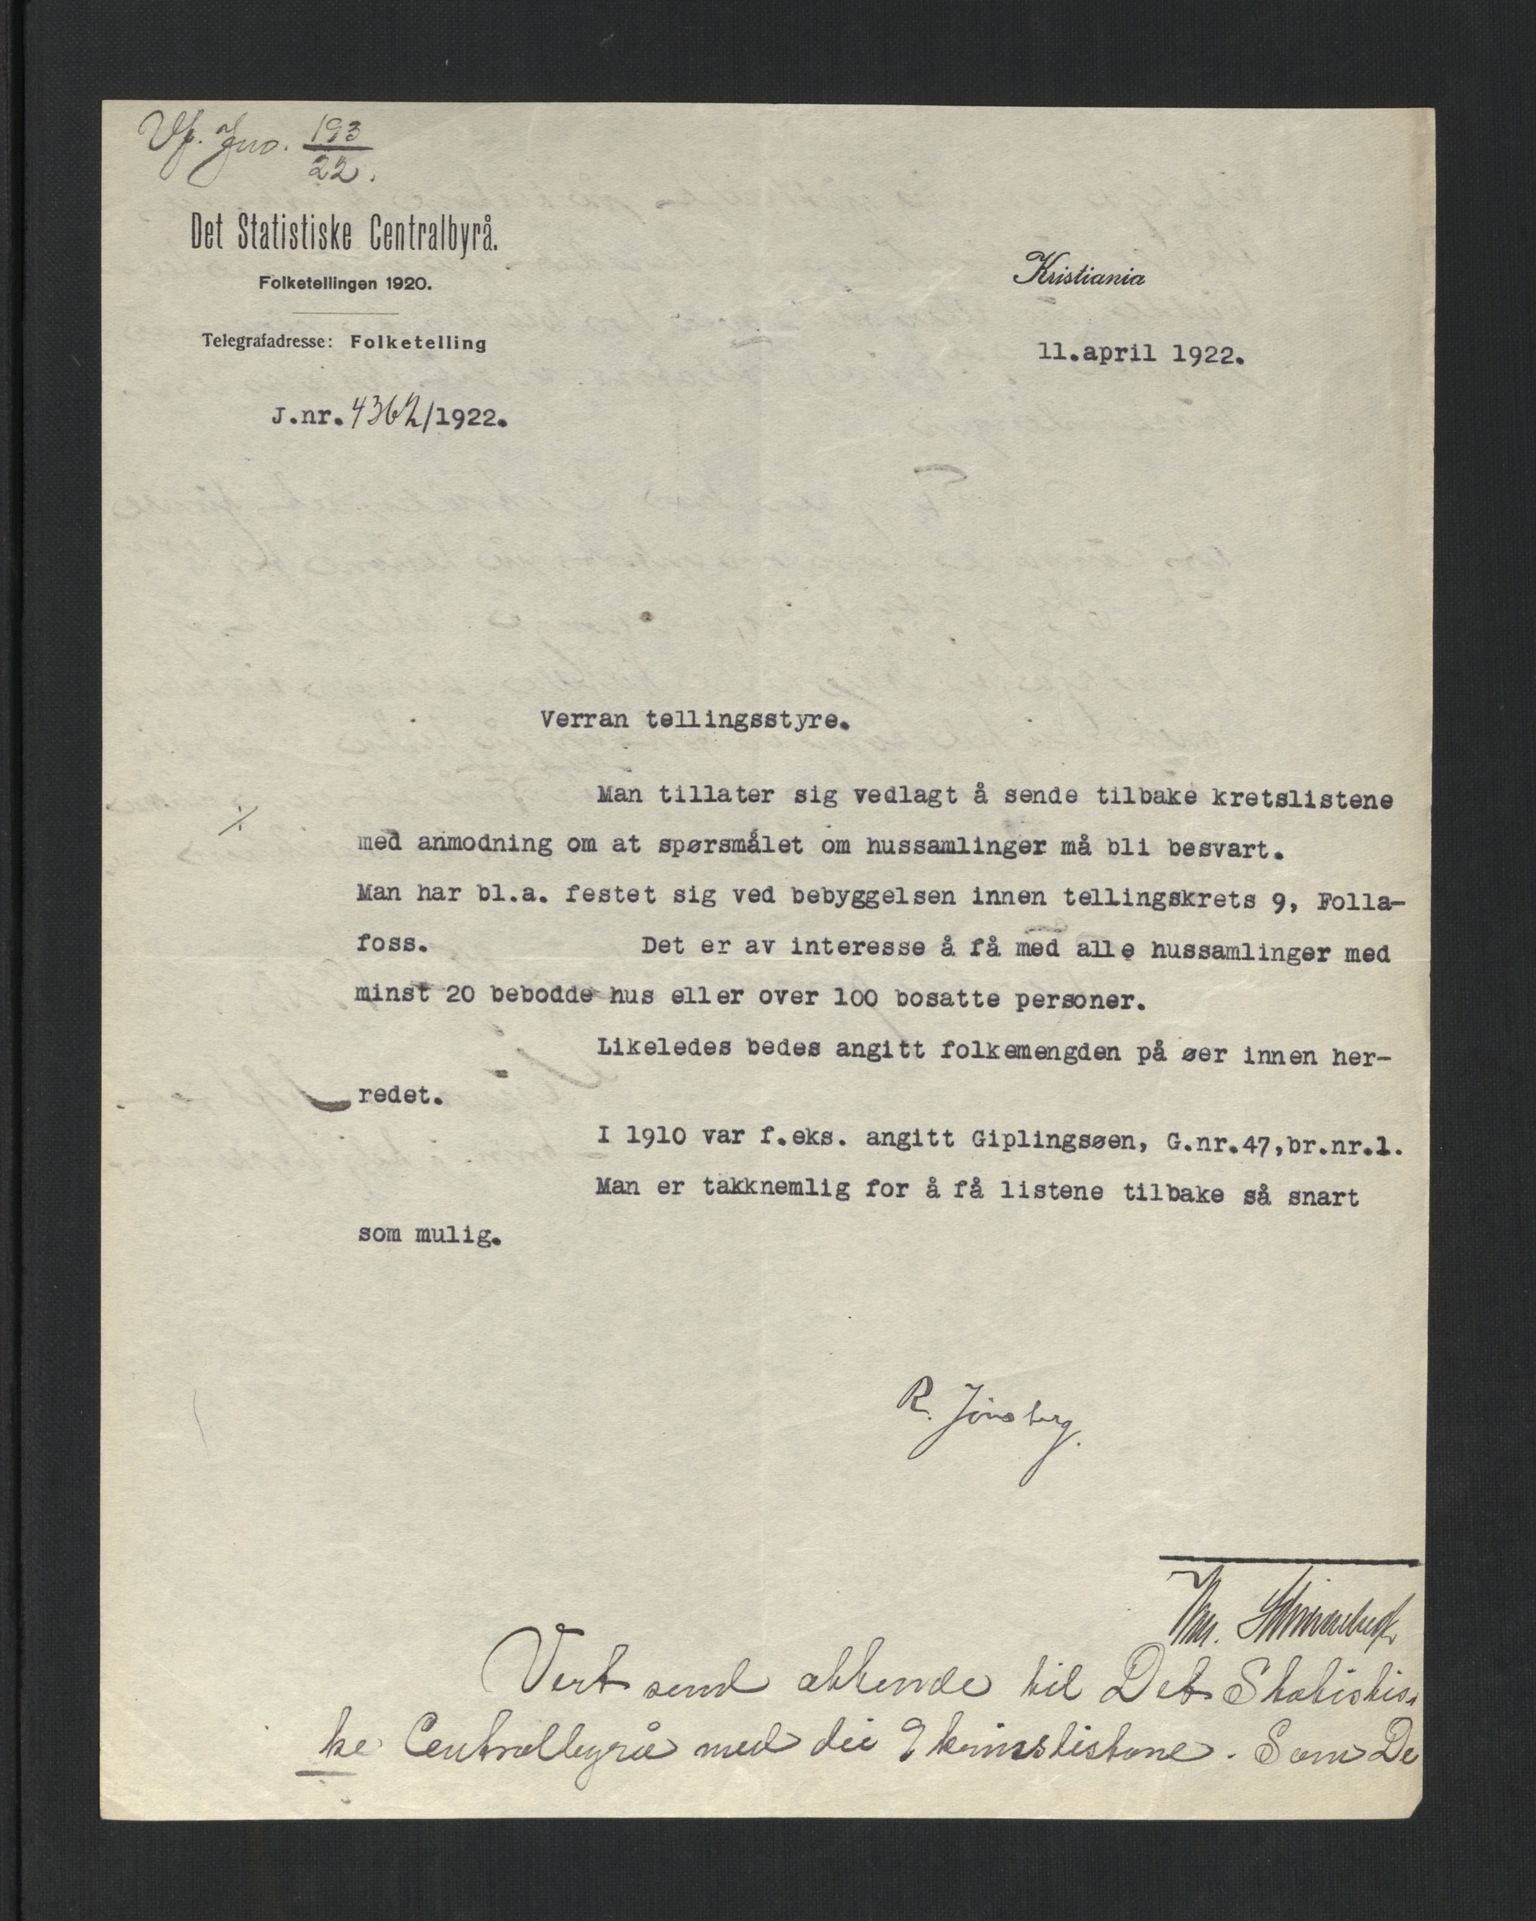 Vf. Jno. 193/22.
Det Statistiske Centralbyrå.
Folketellingen 1920.
Telegrafadresse: Folketelling
J.nr. 4362/1922.
Kristiania
11.april 1922.
Verran tellingsstyre.
Man tillater sig vedlagt å sende tilbake kretslistene
med anmodning om at spørsmålet om hussamlinger må bli besvart.
Man har bl.a. festet sig ved bebyggelsen innen tellingskrets 9, Folla-
foss. Det er av interesse å få med alle hussamlinger med
minst 20 bebodde hus eller over 100 bosatte personer.
Likeledes bedes angitt folkemengden på øer innen her-
redet.
I 1910 var f.eks. angitt Giplingsøen, G.nr.47,br.nr.1.
Man er takknemlig for å få listene tilbake så snart
som mulig.
R. Jønsberg.
Vert send attende til Det Statistis-
ke Centralbyrå med dei 9 krinslistone. Som De